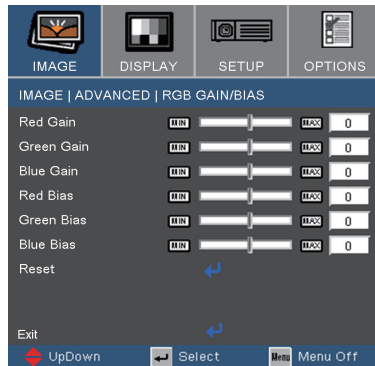 IMAGE DISPLAY SETUP OPTIONS
IMAGE | ADVANCED | RGB GAIN/BIAS
Red Gain MIN MAX 0
Green Gain MIN MAX 0
Blue Gain MIN MAX 0
Red Bias MIN MAX 0
Green Bias MIN MAX 0
Blue Bias MIN MAX 0
Reset
Exit
UpDown Select Menu Menu Off